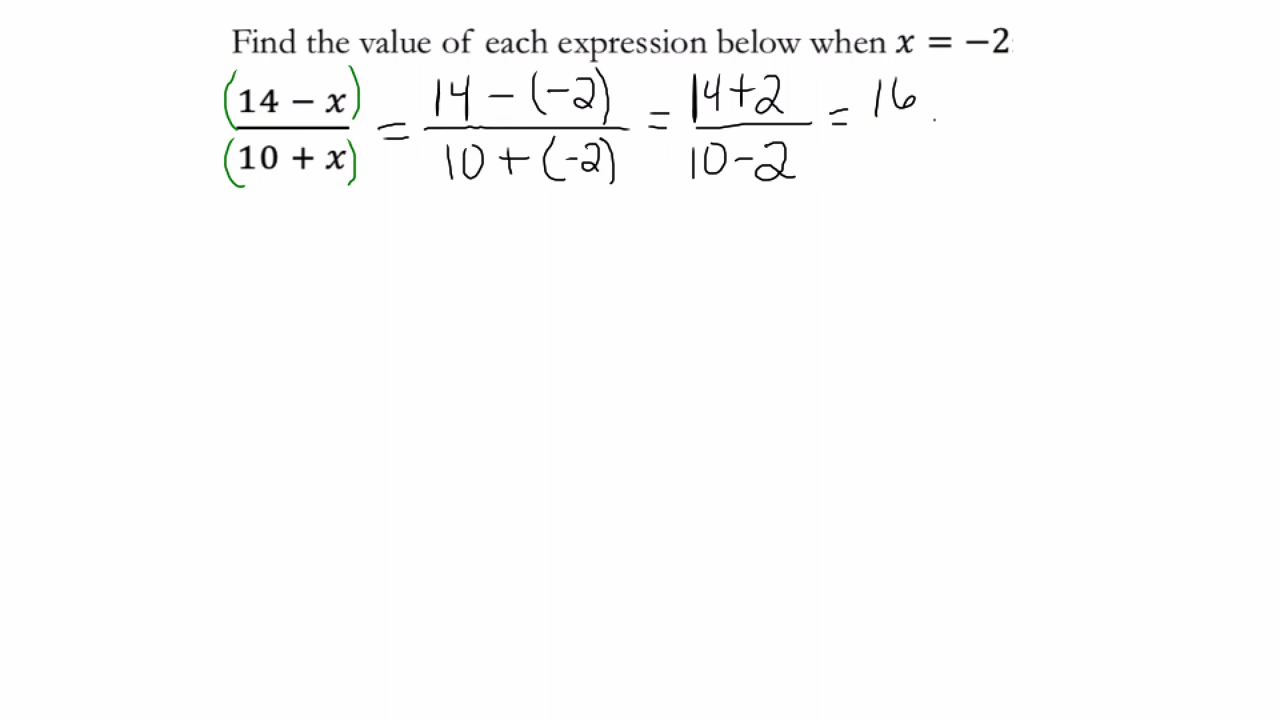 Find the value of each expression below when x = −2
(14 − x) / (10 + x) = 14 − (−2) / 10 + (−2) = 14+2 / 10−2 = 16